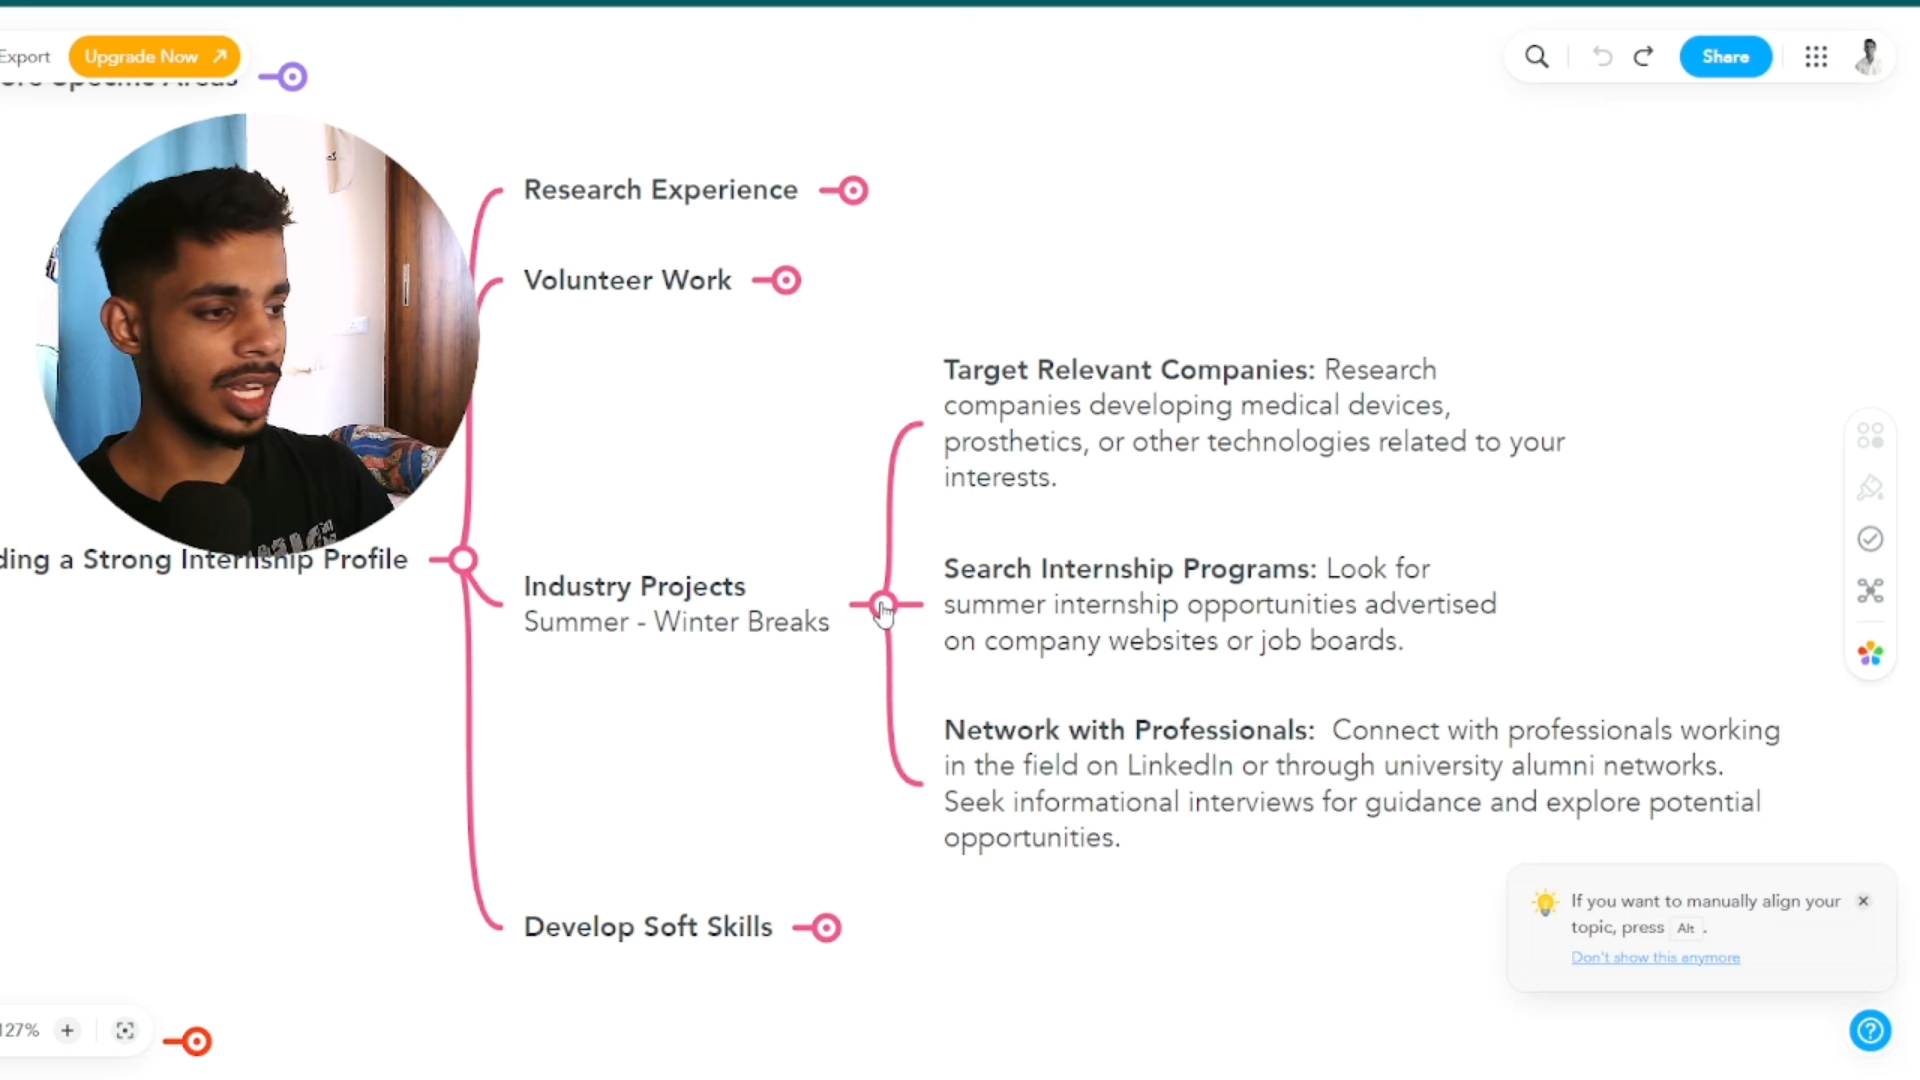 Export
Upgrade Now
Share
Specific Areas
Research Experience
Volunteer Work
Target Relevant Companies: Research
companies developing medical devices,
prosthetics, or other technologies related to your
interests.
ding a Strong Internship Profile
Industry Projects
Summer - Winter Breaks
Search Internship Programs: Look for
summer internship opportunities advertised
on company websites or job boards.
Network with Professionals: Connect with professionals working
in the field on LinkedIn or through university alumni networks.
Seek informational interviews for guidance and explore potential
opportunities.
Develop Soft Skills
If you want to manually align your
topic, press Alt .
Don't show this anymore
127%